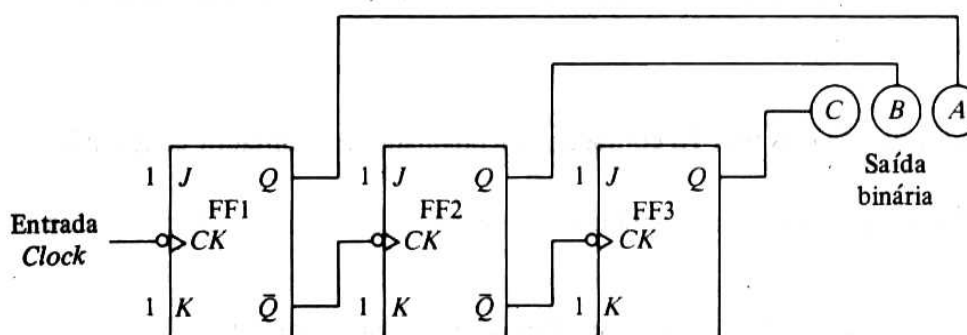 C B A
Saída
binária
1 J Q 1 J Q 1 J Q
FF1 FF2 FF3
Entrada
Clock
CK CK CK
1 K Q̄ 1 K Q̄ 1 K